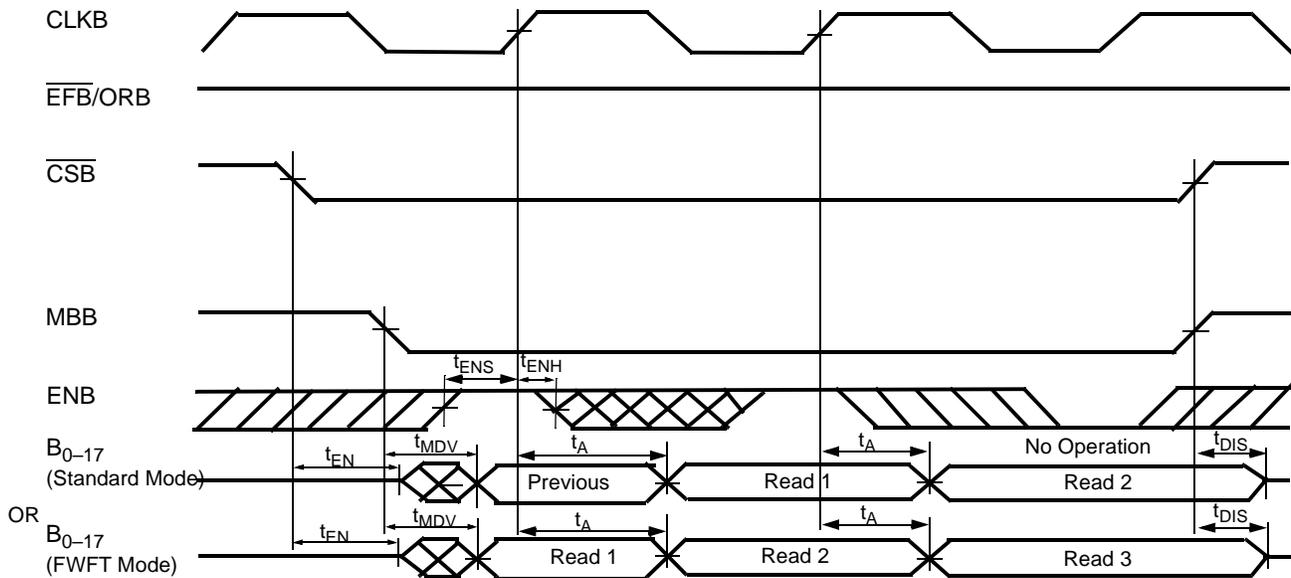 CLKB
EFB/ORB
CSB
MBB
tENS tENH
ENB
B0–17
(Standard Mode)
tEN tMDV tA tA No Operation tDIS
Previous Read 1 Read 2
OR
B0–17
(FWFT Mode)
tEN tMDV tA tA tDIS
Read 1 Read 2 Read 3